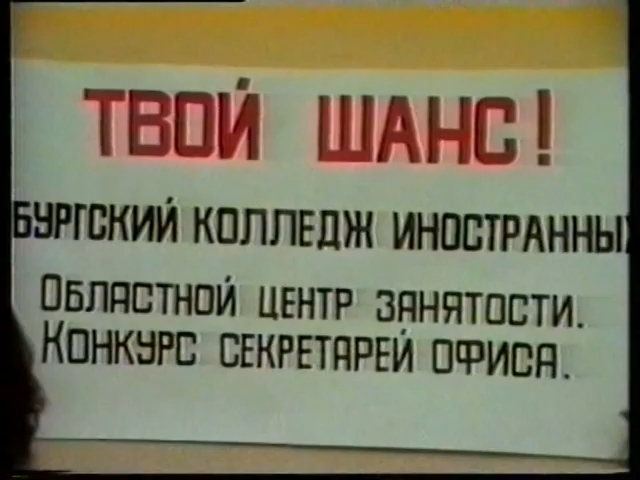 ТВОЙ ШАНС!
БУРГСКИЙ КОЛЛЕДЖ ИНОСТРАННЫ
ОБЛАСТНОЙ ЦЕНТР ЗАНЯТОСТИ.
КОНКУРС СЕКРЕТАРЕЙ ОФИСА.